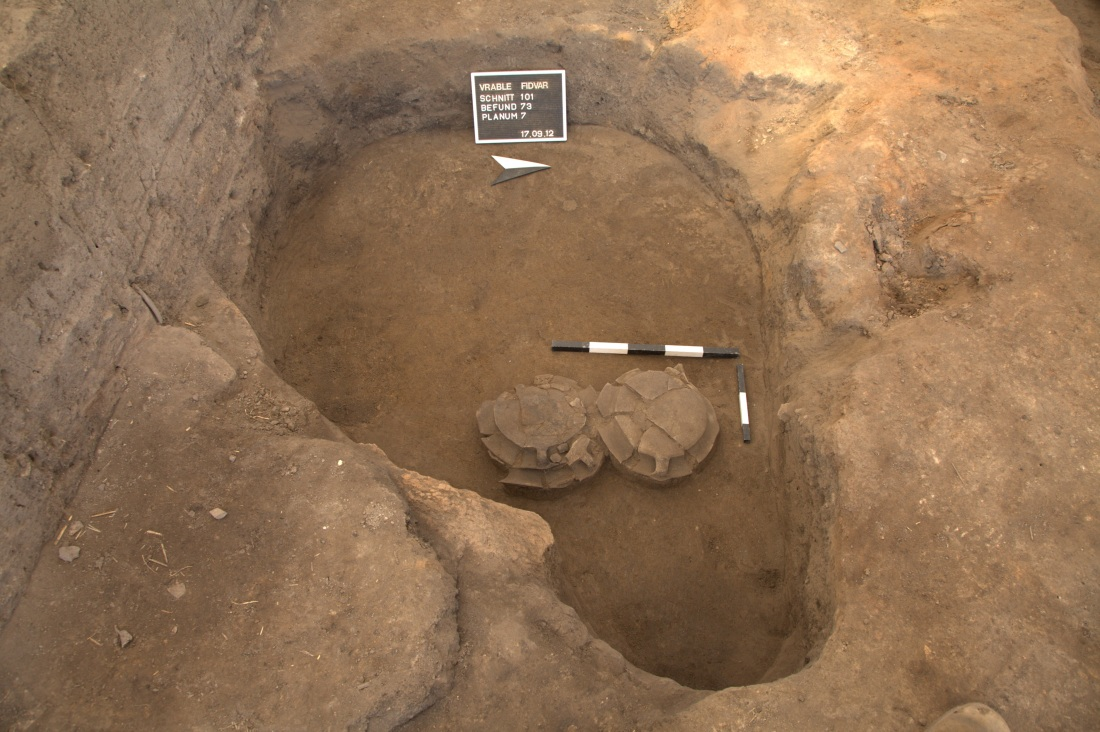 VRABLE FIDVAR
SCHNITT 101
BEFUND 73
PLANUM 7
17.09.12